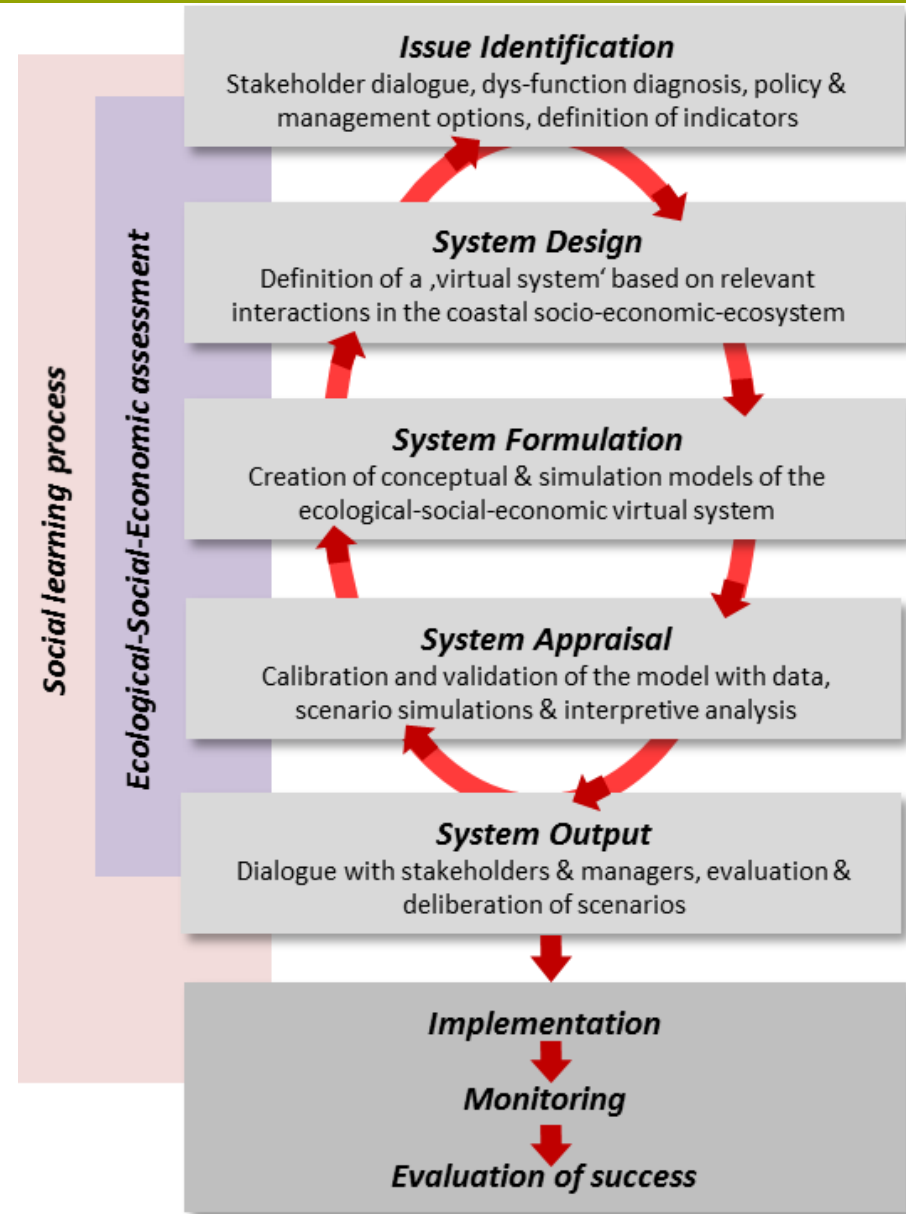 Issue Identification
Stakeholder dialogue, dys-function diagnosis, policy &
management options, definition of indicators
System Design
Definition of a ‚virtual system‘ based on relevant
interactions in the coastal socio-economic-ecosystem
System Formulation
Creation of conceptual & simulation models of the
ecological-social-economic virtual system
System Appraisal
Calibration and validation of the model with data,
scenario simulations & interpretive analysis
System Output
Dialogue with stakeholders & managers, evaluation &
deliberation of scenarios
Implementation
Monitoring
Evaluation of success
Social learning process
Ecological-Social-Economic assessment